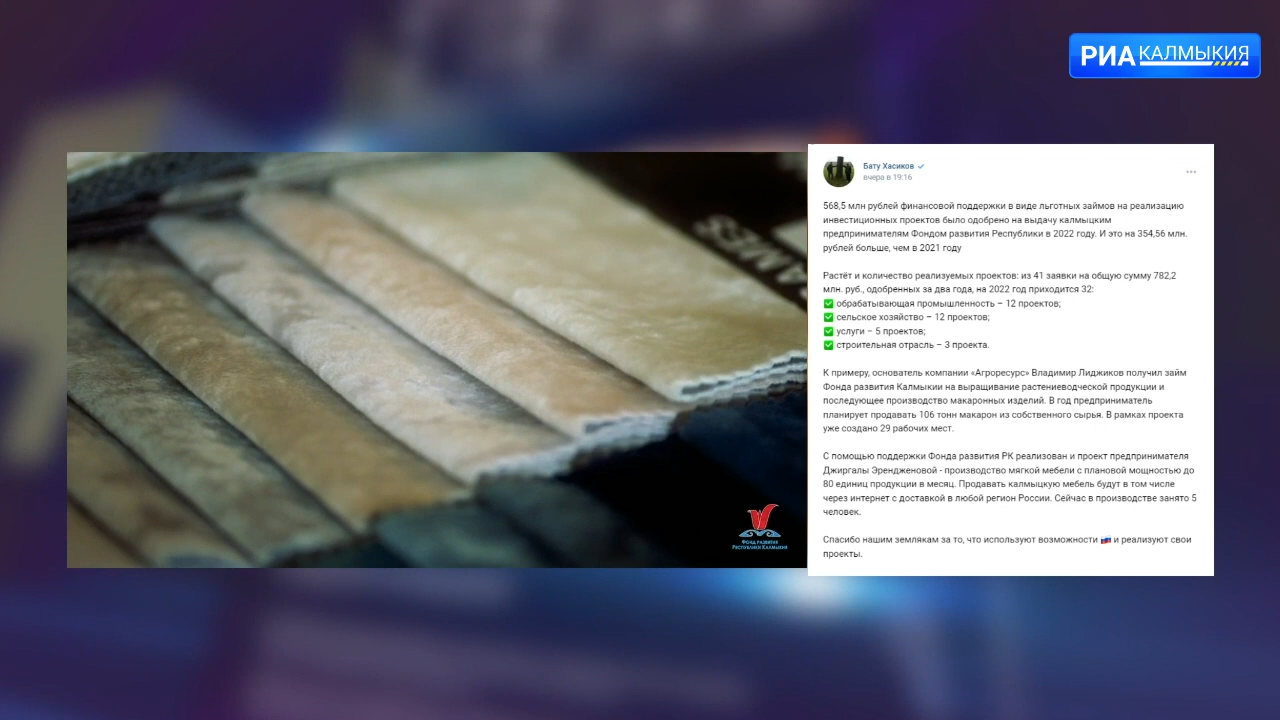 РИА КАЛМЫКИЯ
Бату Хасиков
вчера в 19:16
568,5 млн рублей финансовой поддержки в виде льготных займов на реализацию
инвестиционных проектов было одобрено на выдачу калмыцким
предпринимателям Фондом развития Республики в 2022 году. И это на 354,56 млн.
рублей больше, чем в 2021 году
Растёт и количество реализуемых проектов: из 41 заявки на общую сумму 782,2
млн. руб., одобренных за два года, на 2022 год приходится 32:
✅ обрабатывающая промышленность – 12 проектов;
✅ сельское хозяйство – 12 проектов;
✅ услуги – 5 проектов;
✅ строительная отрасль – 3 проекта.
К примеру, основатель компании «Агроресурс» Владимир Лиджиков получил займ
Фонда развития Калмыкии на выращивание растениеводческой продукции и
последующее производство макаронных изделий. В год предприниматель
планирует продавать 106 тонн макарон из собственного сырья. В рамках проекта
уже создано 29 рабочих мест.
С помощью поддержки Фонда развития РК реализован и проект предпринимателя
Джиргалы Эрендженовой - производство мягкой мебели с плановой мощностью до
80 единиц продукции в месяц. Продавать калмыцкую мебель будут в том числе
через интернет с доставкой в любой регион России. Сейчас в производстве занято 5
человек.
Спасибо нашим землякам за то, что используют возможности 🇷🇺 и реализуют свои
проекты.
Фонд развития
Республики Калмыкия